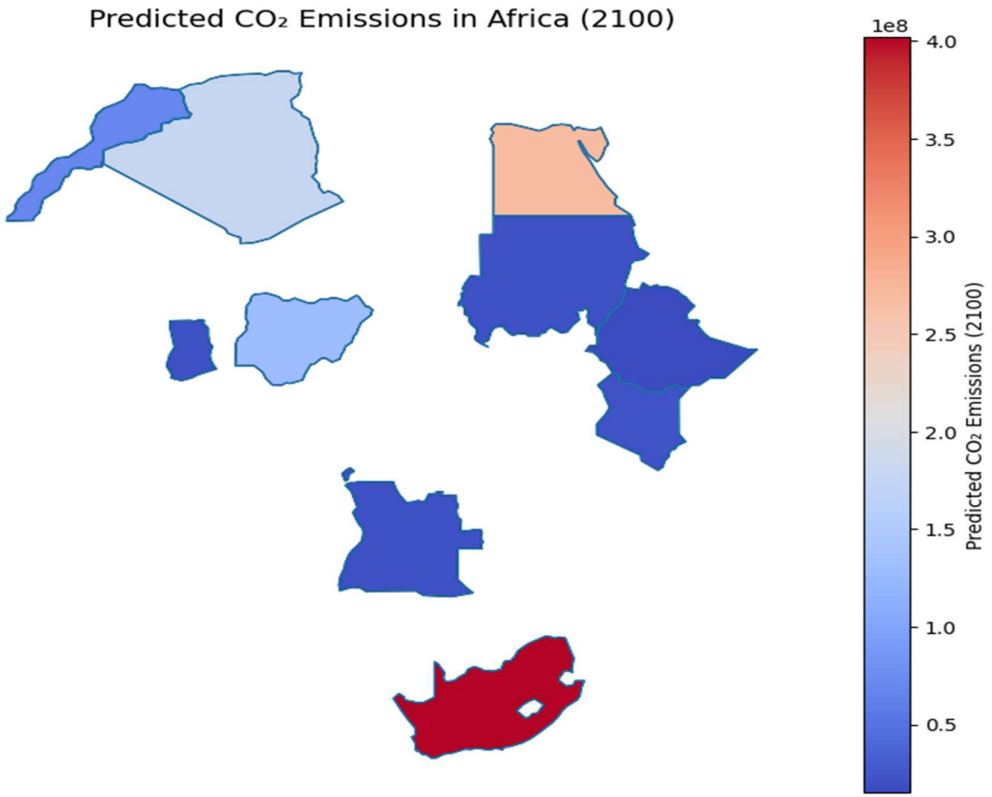 Predicted CO₂ Emissions in Africa (2100)
1e8
4.0
3.5
3.0
2.5
2.0
1.5
1.0
0.5
Predicted CO₂ Emissions (2100)